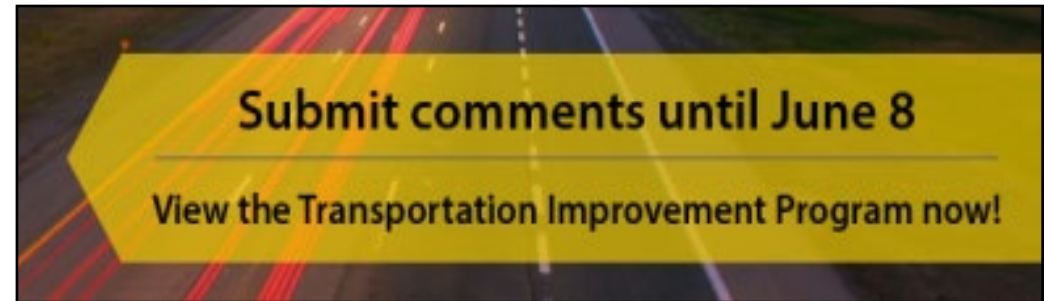 Submit comments until June 8
View the Transportation Improvement Program now!